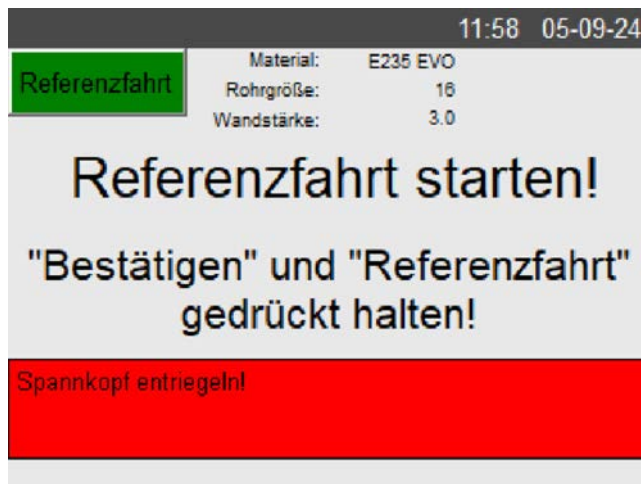 11:58 05-09-24
Referenzfahrt
Material: E235 EVO
Rohrgröße: 16
Wandstärke: 3.0
Referenzfahrt starten!
"Bestätigen" und "Referenzfahrt"
gedrückt halten!
Spannkopf entriegeln!